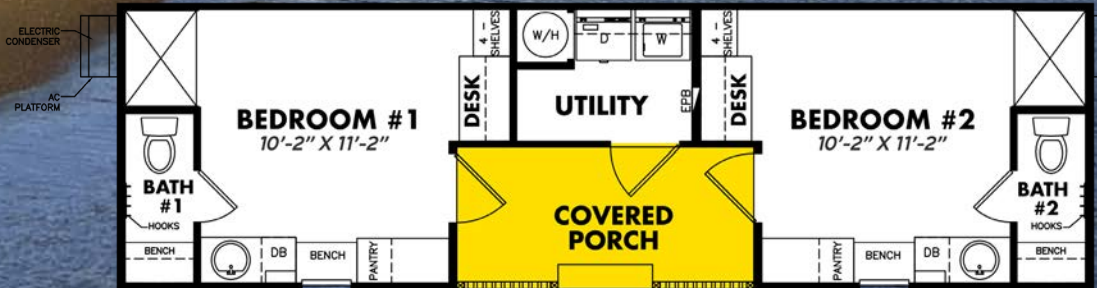 ELECTRIC
CONDENSER
AC
PLATFORM
BATH
#1
HOOKS
BENCH
BEDROOM #1
10'-2" X 11'-2"
DB
BENCH
PANTRY
4 -
SHELVES
DESK
W/H
D
W
UTILITY
EPB
COVERED
PORCH
4 -
SHELVES
DESK
BEDROOM #2
10'-2" X 11'-2"
PANTRY
BENCH
DB
BATH
#2
HOOKS
BENCH